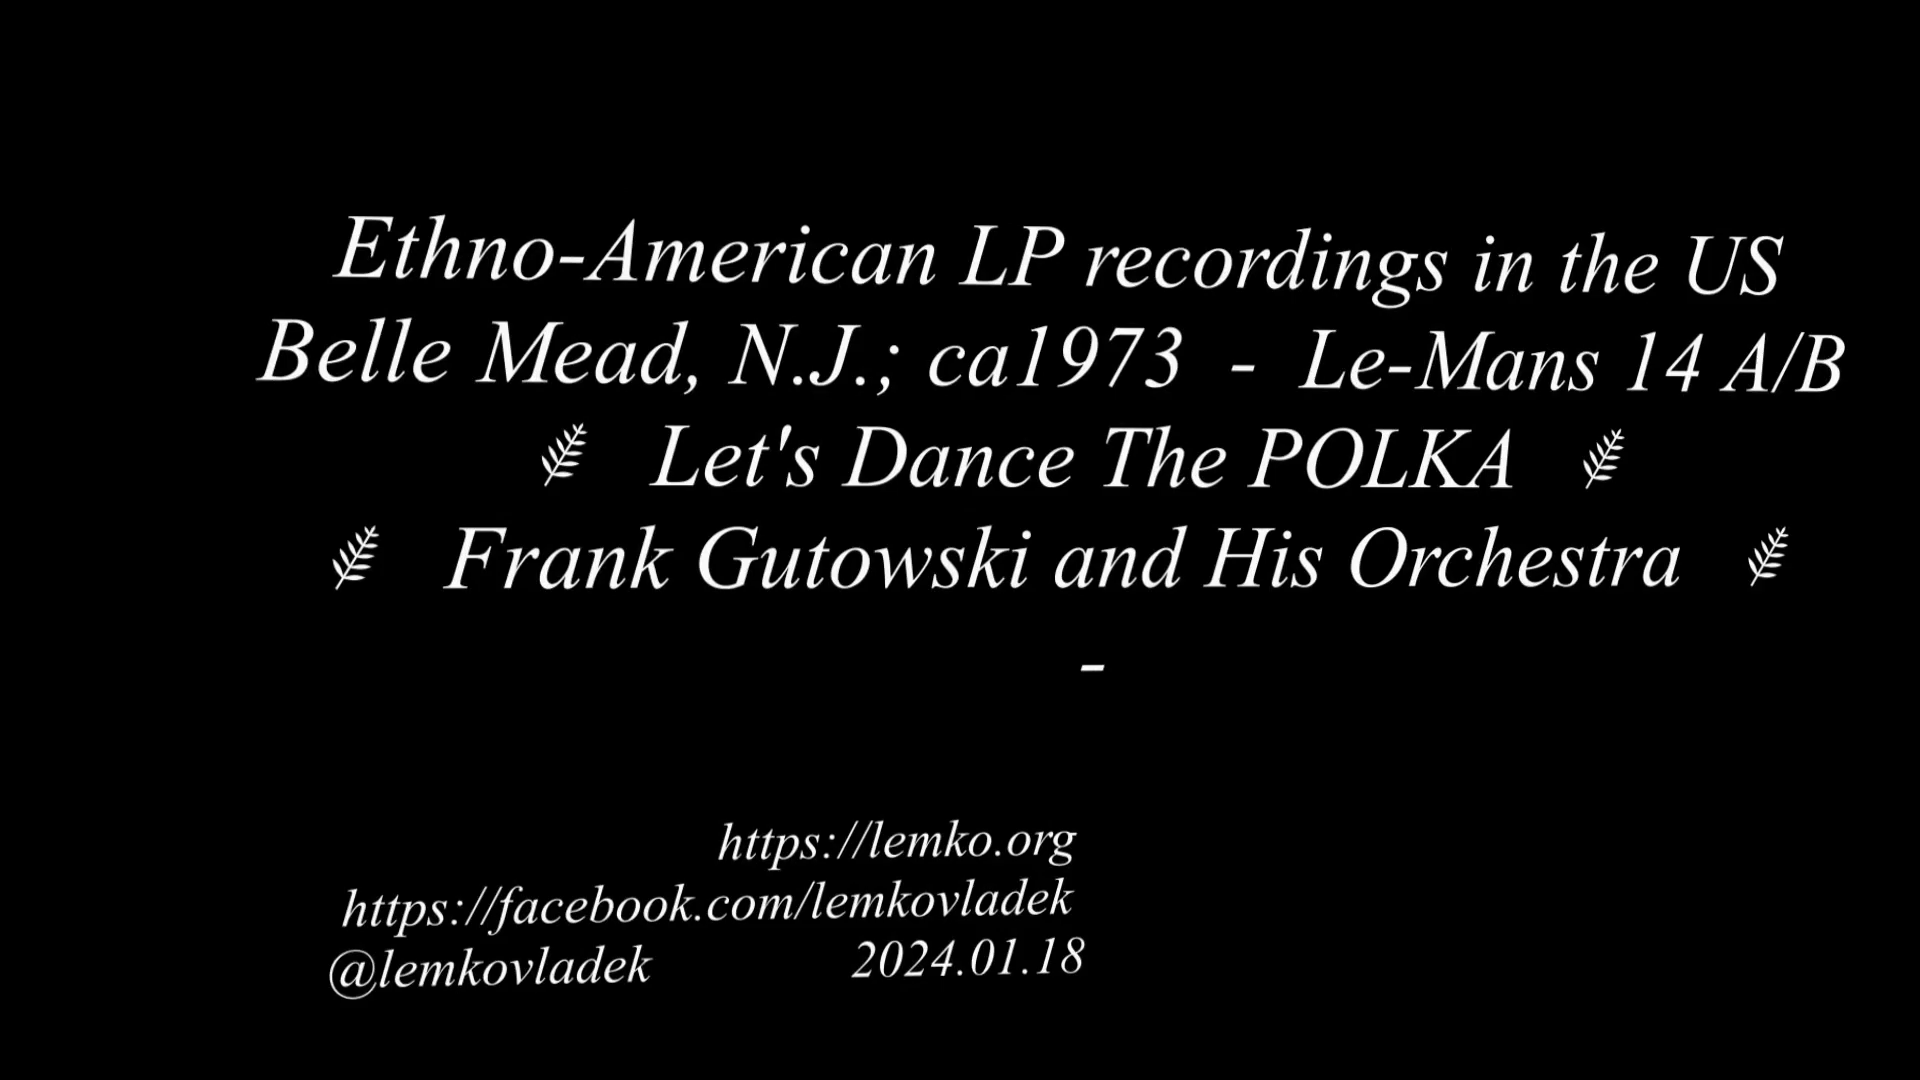 Ethno-American LP recordings in the US
Belle Mead, N.J.; ca1973 - Le-Mans 14 A/B
Let's Dance The POLKA
Frank Gutowski and His Orchestra
-
https://lemko.org
https://facebook.com/lemkovladek
@lemkovladek 2024.01.18